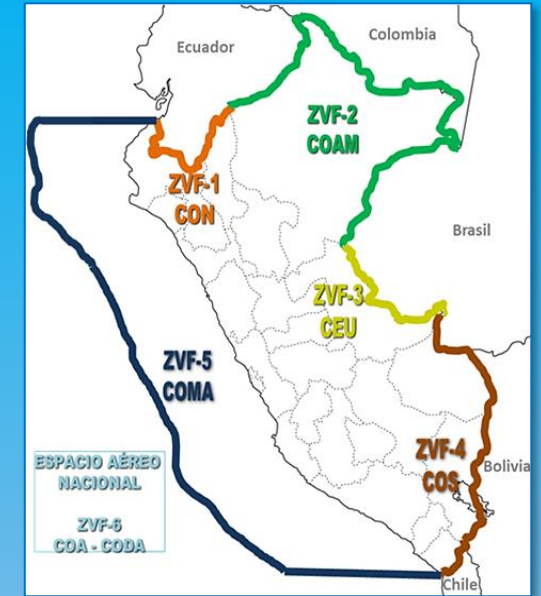 Ecuador
Colombia
ZVF-2
COAM
ZVF-1
CON
Brasil
ZVF-3
CEU
ZVF-5
COMA
ZVF-4
COS
Bolivia
ESPACIO AÉREO
NACIONAL
ZVF-6
COA - CODA
Chile